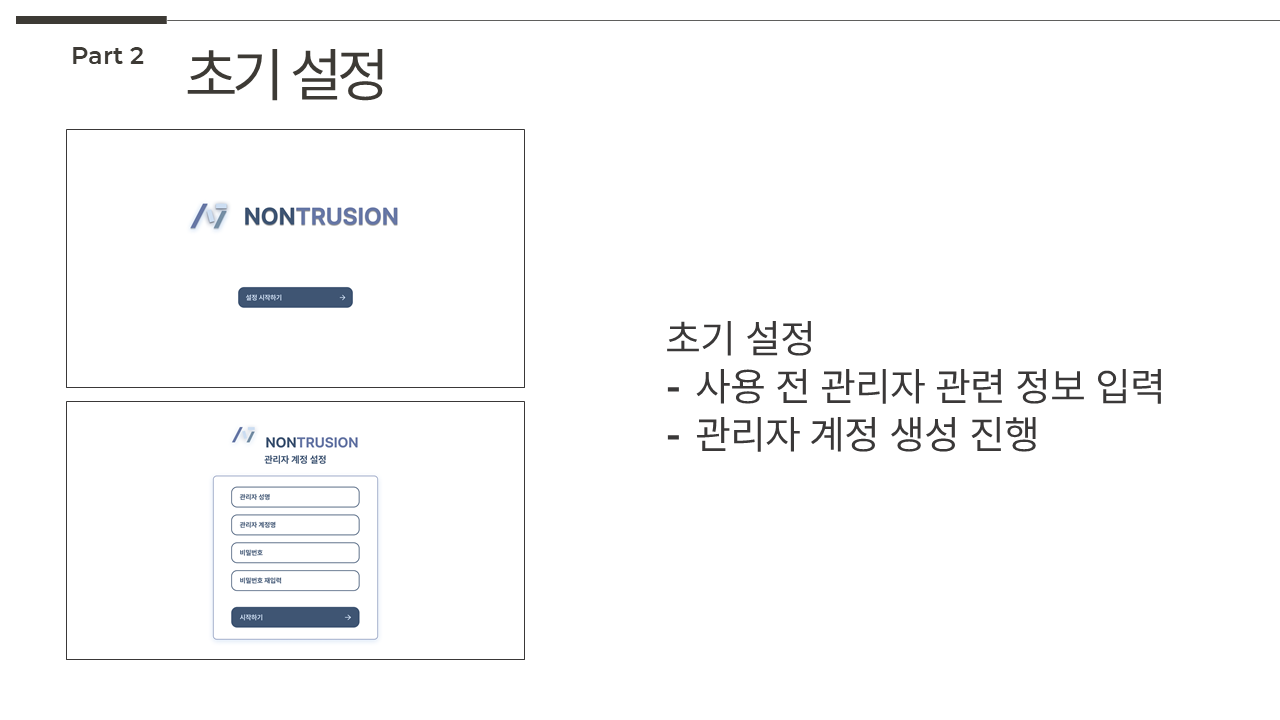 Part 2
초기 설정
NONTRUSION
설정 시작하기 →
NONTRUSION
관리자 계정 설정
관리자 성명
관리자 계정명
비밀번호
비밀번호 재입력
시작하기 →
초기 설정
- 사용 전 관리자 관련 정보 입력
- 관리자 계정 생성 진행